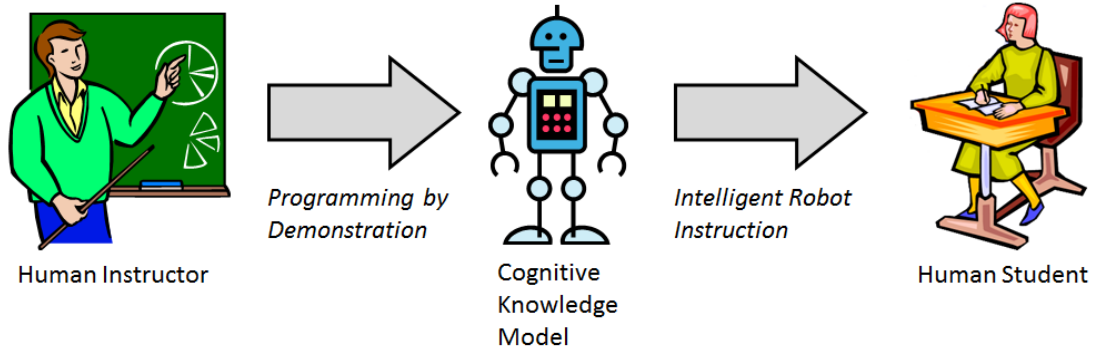 Programming by
Demonstration
Intelligent Robot
Instruction
Human Instructor
Cognitive
Knowledge
Model
Human Student